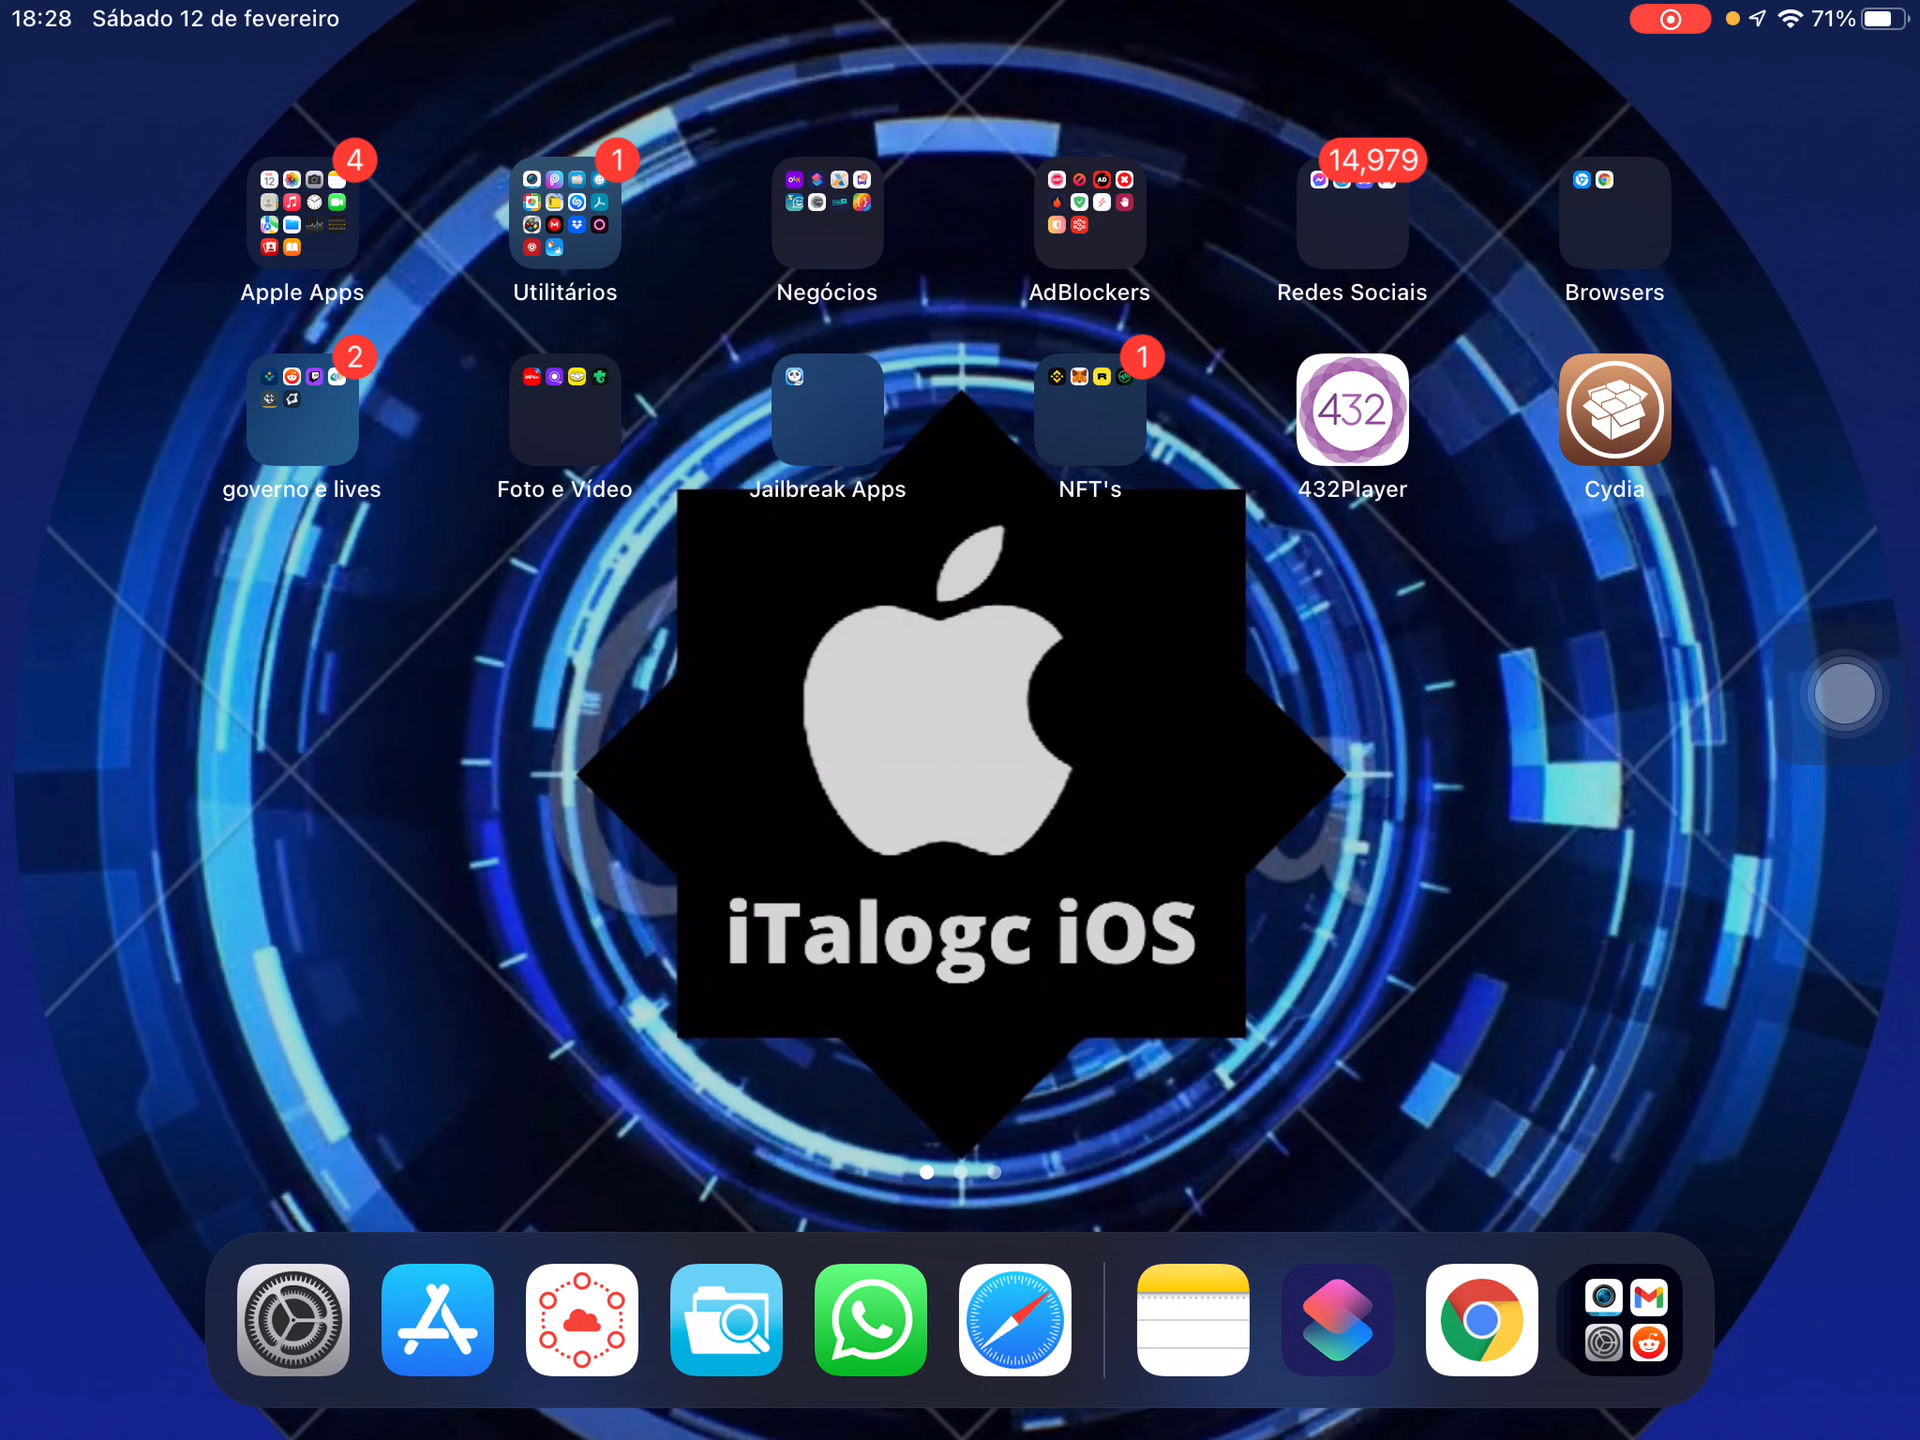 18:28 Sábado 12 de fevereiro 71%
4 1 14,979
Apple Apps Utilitários Negócios AdBlockers Redes Sociais Browsers
2 1
432
governo e lives Foto e Vídeo Jailbreak Apps NFT's 432Player Cydia
iTalogc iOS